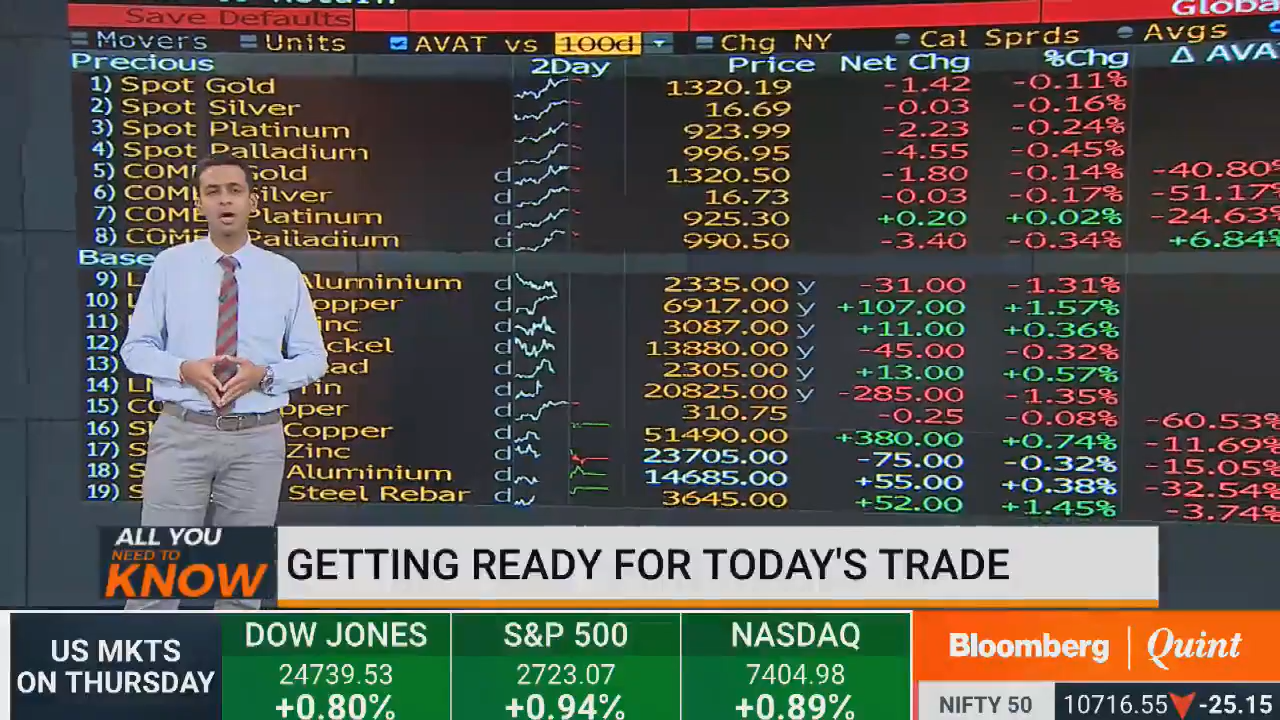 Save Defaults
Globa
Movers Units AVAT vs 100d Chg NY Cal Sprds Avgs
Precious 2Day Price Net Chg %Chg Δ AVA
1) Spot Gold 1320.19 -1.42 -0.11%
2) Spot Silver 16.69 -0.03 -0.16%
3) Spot Platinum 923.99 -2.23 -0.24%
4) Spot Palladium 996.95 -4.55 -0.45%
5) COME Gold d 1320.50 -1.80 -0.14% -40.80%
6) COME Silver d 16.73 -0.03 -0.17% -51.17%
7) COME Platinum d 925.30 +0.20 +0.02% -24.63%
8) COME Palladium d 990.50 -3.40 -0.34% +6.84%
Base
9) L Aluminium d 2335.00 y -31.00 -1.31%
10) L opper d 6917.00 y +107.00 +1.57%
11) inc d 3087.00 y +11.00 +0.36%
12) ckel d 13880.00 y -45.00 -0.32%
13) ad d 2305.00 y +13.00 +0.57%
14) LM in d 20825.00 y -285.00 -1.35%
15) CO pper d 310.75 -0.25 -0.08% -60.53%
16) SH Copper d 51490.00 +380.00 +0.74% -11.69%
17) S Zinc d 23705.00 -75.00 -0.32% -15.05%
18) S Aluminium d 14685.00 +55.00 +0.38% -32.54%
19) S Steel Rebar d 3645.00 +52.00 +1.45% -3.74%
ALL YOU
NEED TO
KNOW
GETTING READY FOR TODAY'S TRADE
US MKTS
ON THURSDAY
DOW JONES
24739.53
+0.80%
S&P 500
2723.07
+0.94%
NASDAQ
7404.98
+0.89%
Bloomberg | Quint
NIFTY 50 10716.55 -25.15